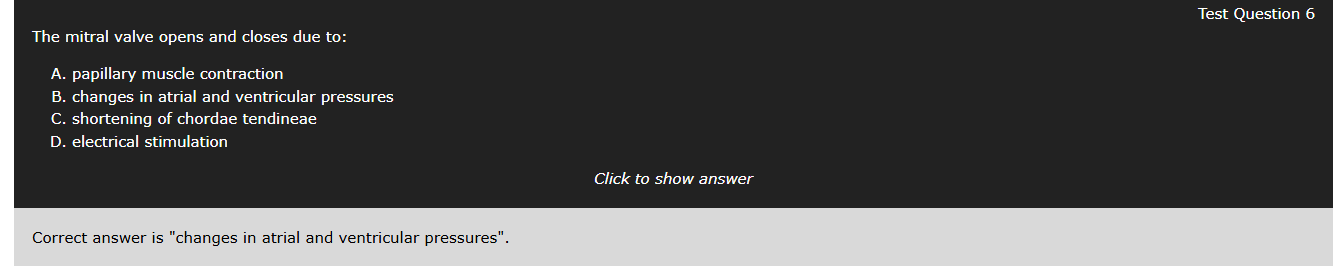 Test Question 6
The mitral valve opens and closes due to:
A. papillary muscle contraction
B. changes in atrial and ventricular pressures
C. shortening of chordae tendineae
D. electrical stimulation
Click to show answer
Correct answer is "changes in atrial and ventricular pressures".